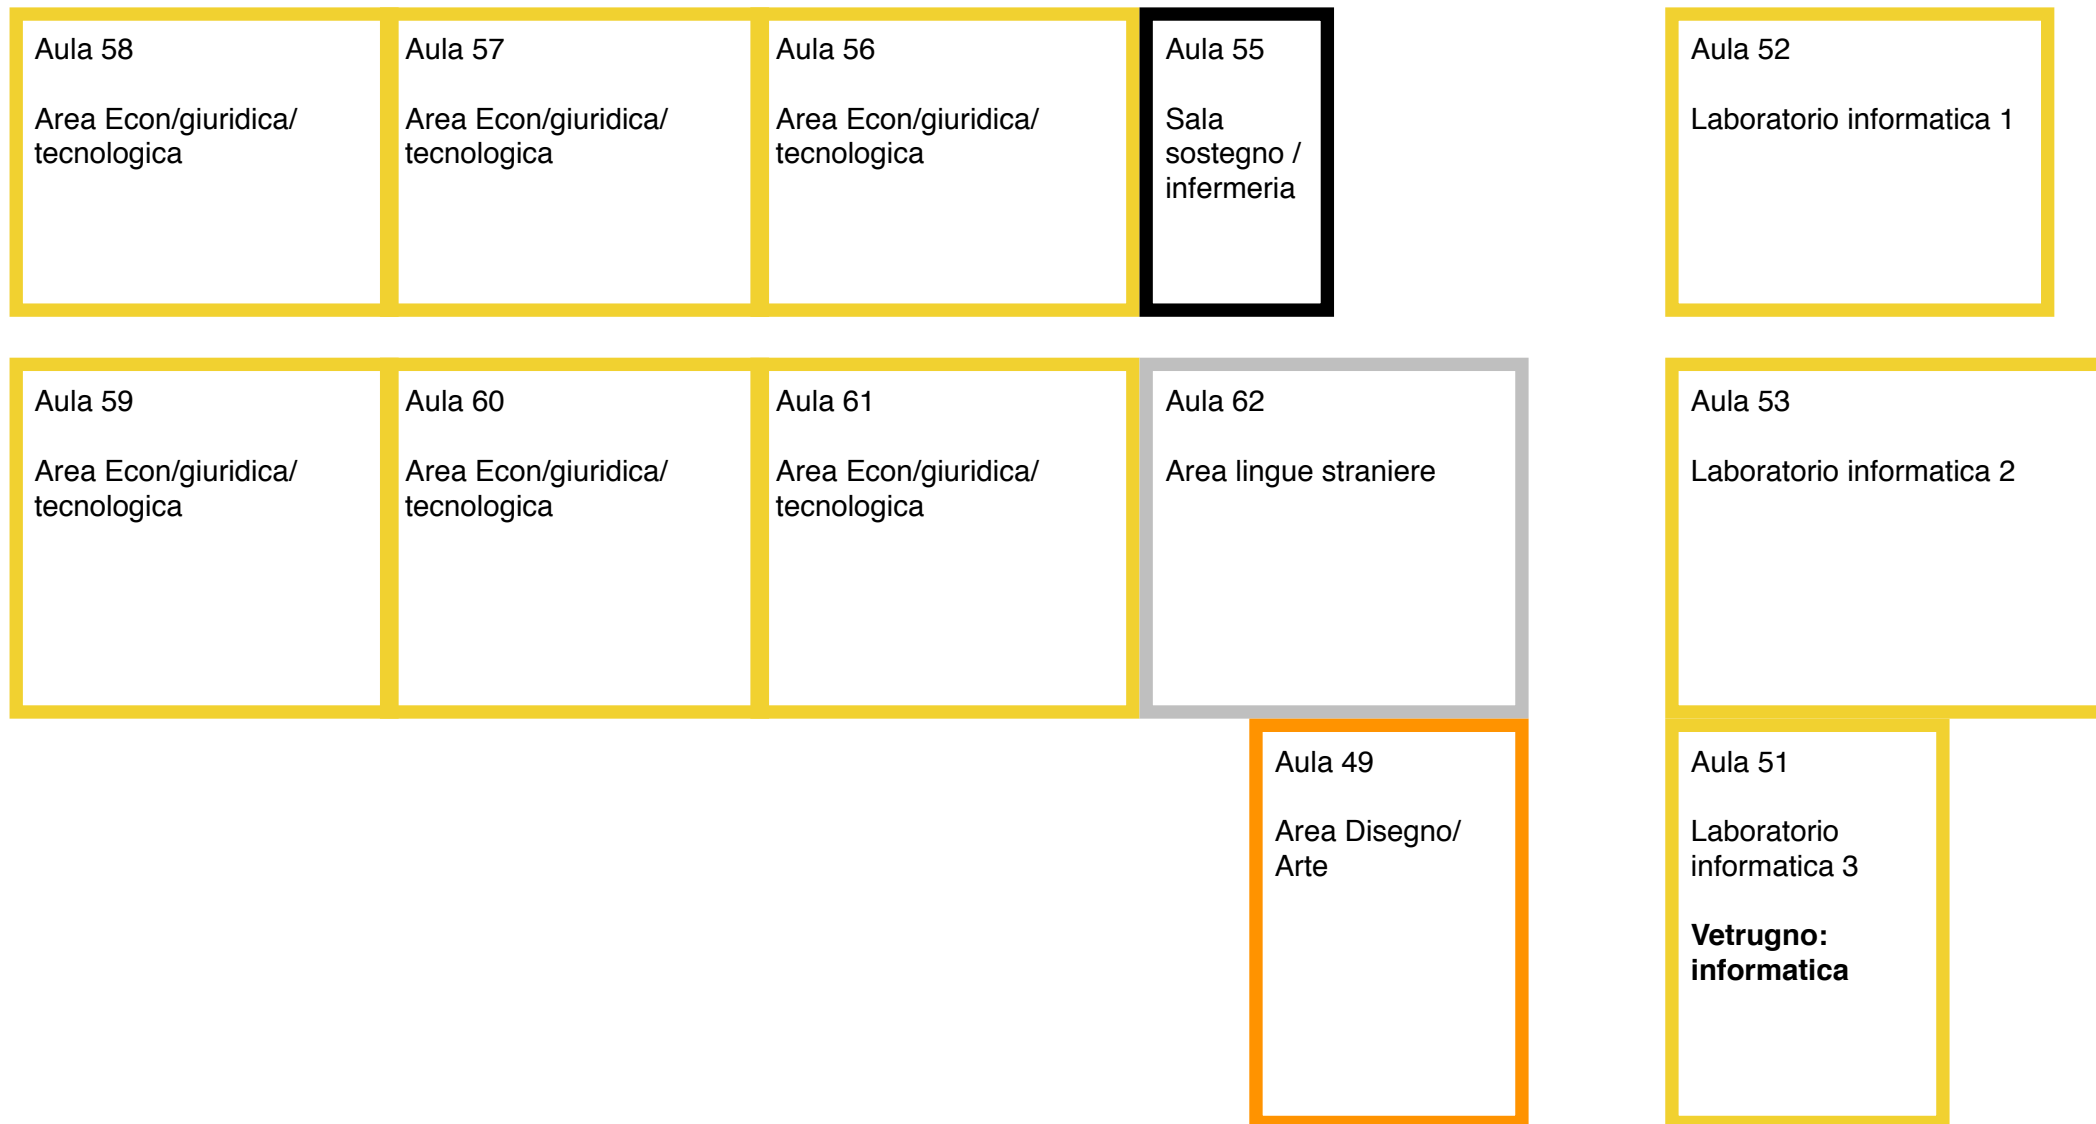 Aula 58
Area Econ/giuridica/
tecnologica
Aula 57
Area Econ/giuridica/
tecnologica
Aula 56
Area Econ/giuridica/
tecnologica
Aula 55
Sala
sostegno /
infermeria
Aula 52
Laboratorio informatica 1
Aula 59
Area Econ/giuridica/
tecnologica
Aula 60
Area Econ/giuridica/
tecnologica
Aula 61
Area Econ/giuridica/
tecnologica
Aula 62
Area lingue straniere
Aula 53
Laboratorio informatica 2
Aula 49
Area Disegno/
Arte
Aula 51
Laboratorio
informatica 3
Vetrugno:
informatica